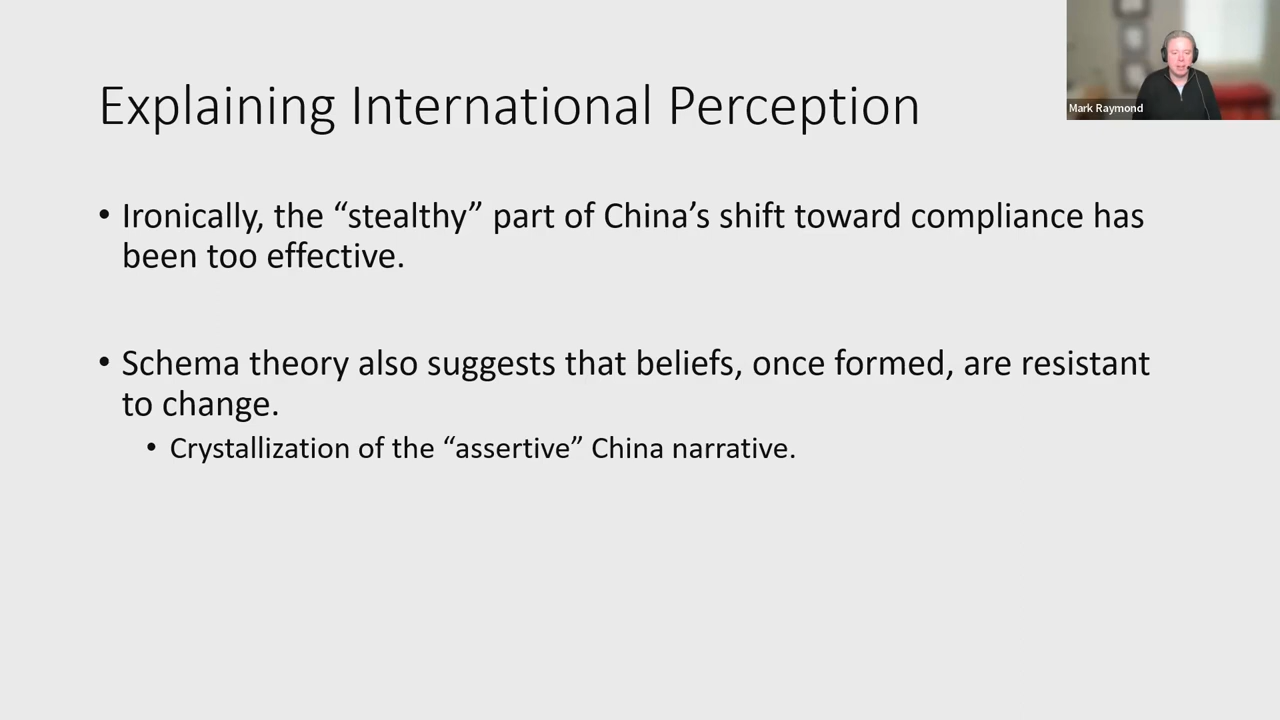 Explaining International Perception
Mark Raymond
• Ironically, the “stealthy” part of China’s shift toward compliance has
been too effective.
• Schema theory also suggests that beliefs, once formed, are resistant
to change.
• Crystallization of the “assertive” China narrative.